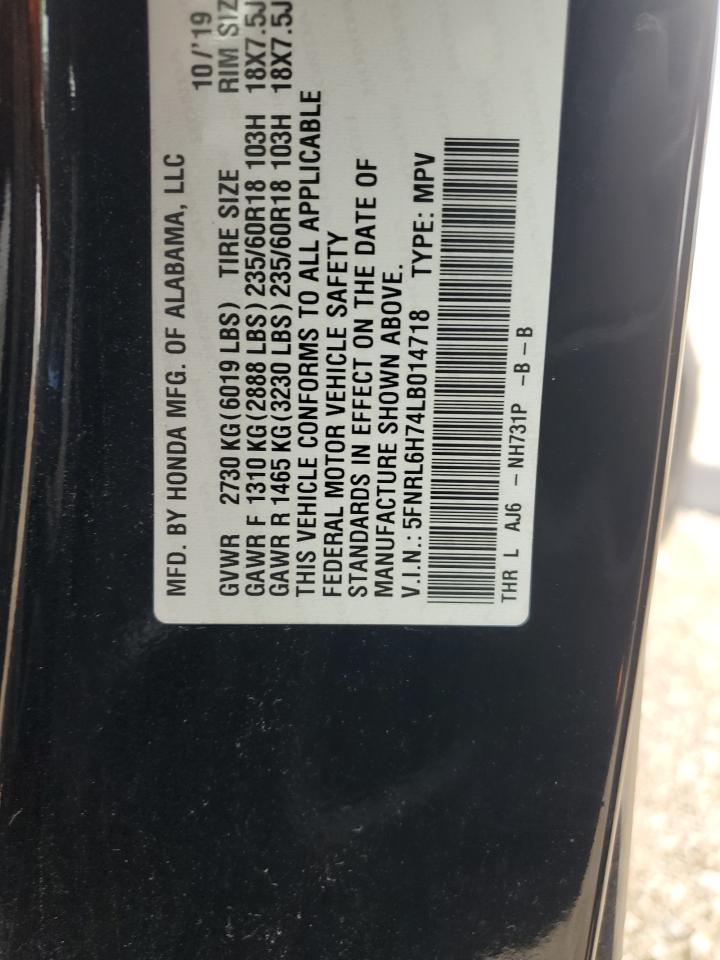 MFD. BY HONDA MFG. OF ALABAMA, LLC 10/'19
GVWR 2730 KG (6019 LBS) TIRE SIZE RIM SIZ
GAWR F 1310 KG (2888 LBS) 235/60R18 103H 18X7.5J
GAWR R 1465 KG (3230 LBS) 235/60R18 103H 18X7.5J
THIS VEHICLE CONFORMS TO ALL APPLICABLE
FEDERAL MOTOR VEHICLE SAFETY
STANDARDS IN EFFECT ON THE DATE OF
MANUFACTURE SHOWN ABOVE.
V.I.N.: 5FNRL6H74LB014718 TYPE: MPV
THR L AJ6 - NH731P -B - B